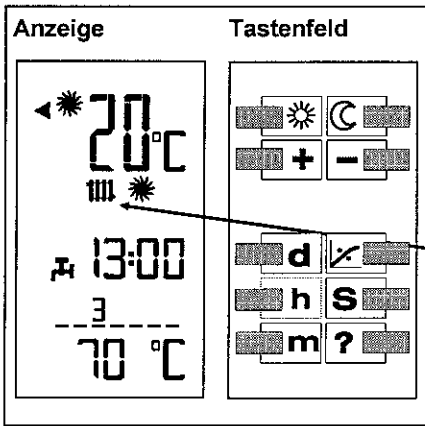 Anzeige
Tastenfeld
20°C
13:00
3
70 °C
+ −
d
h S
m ?